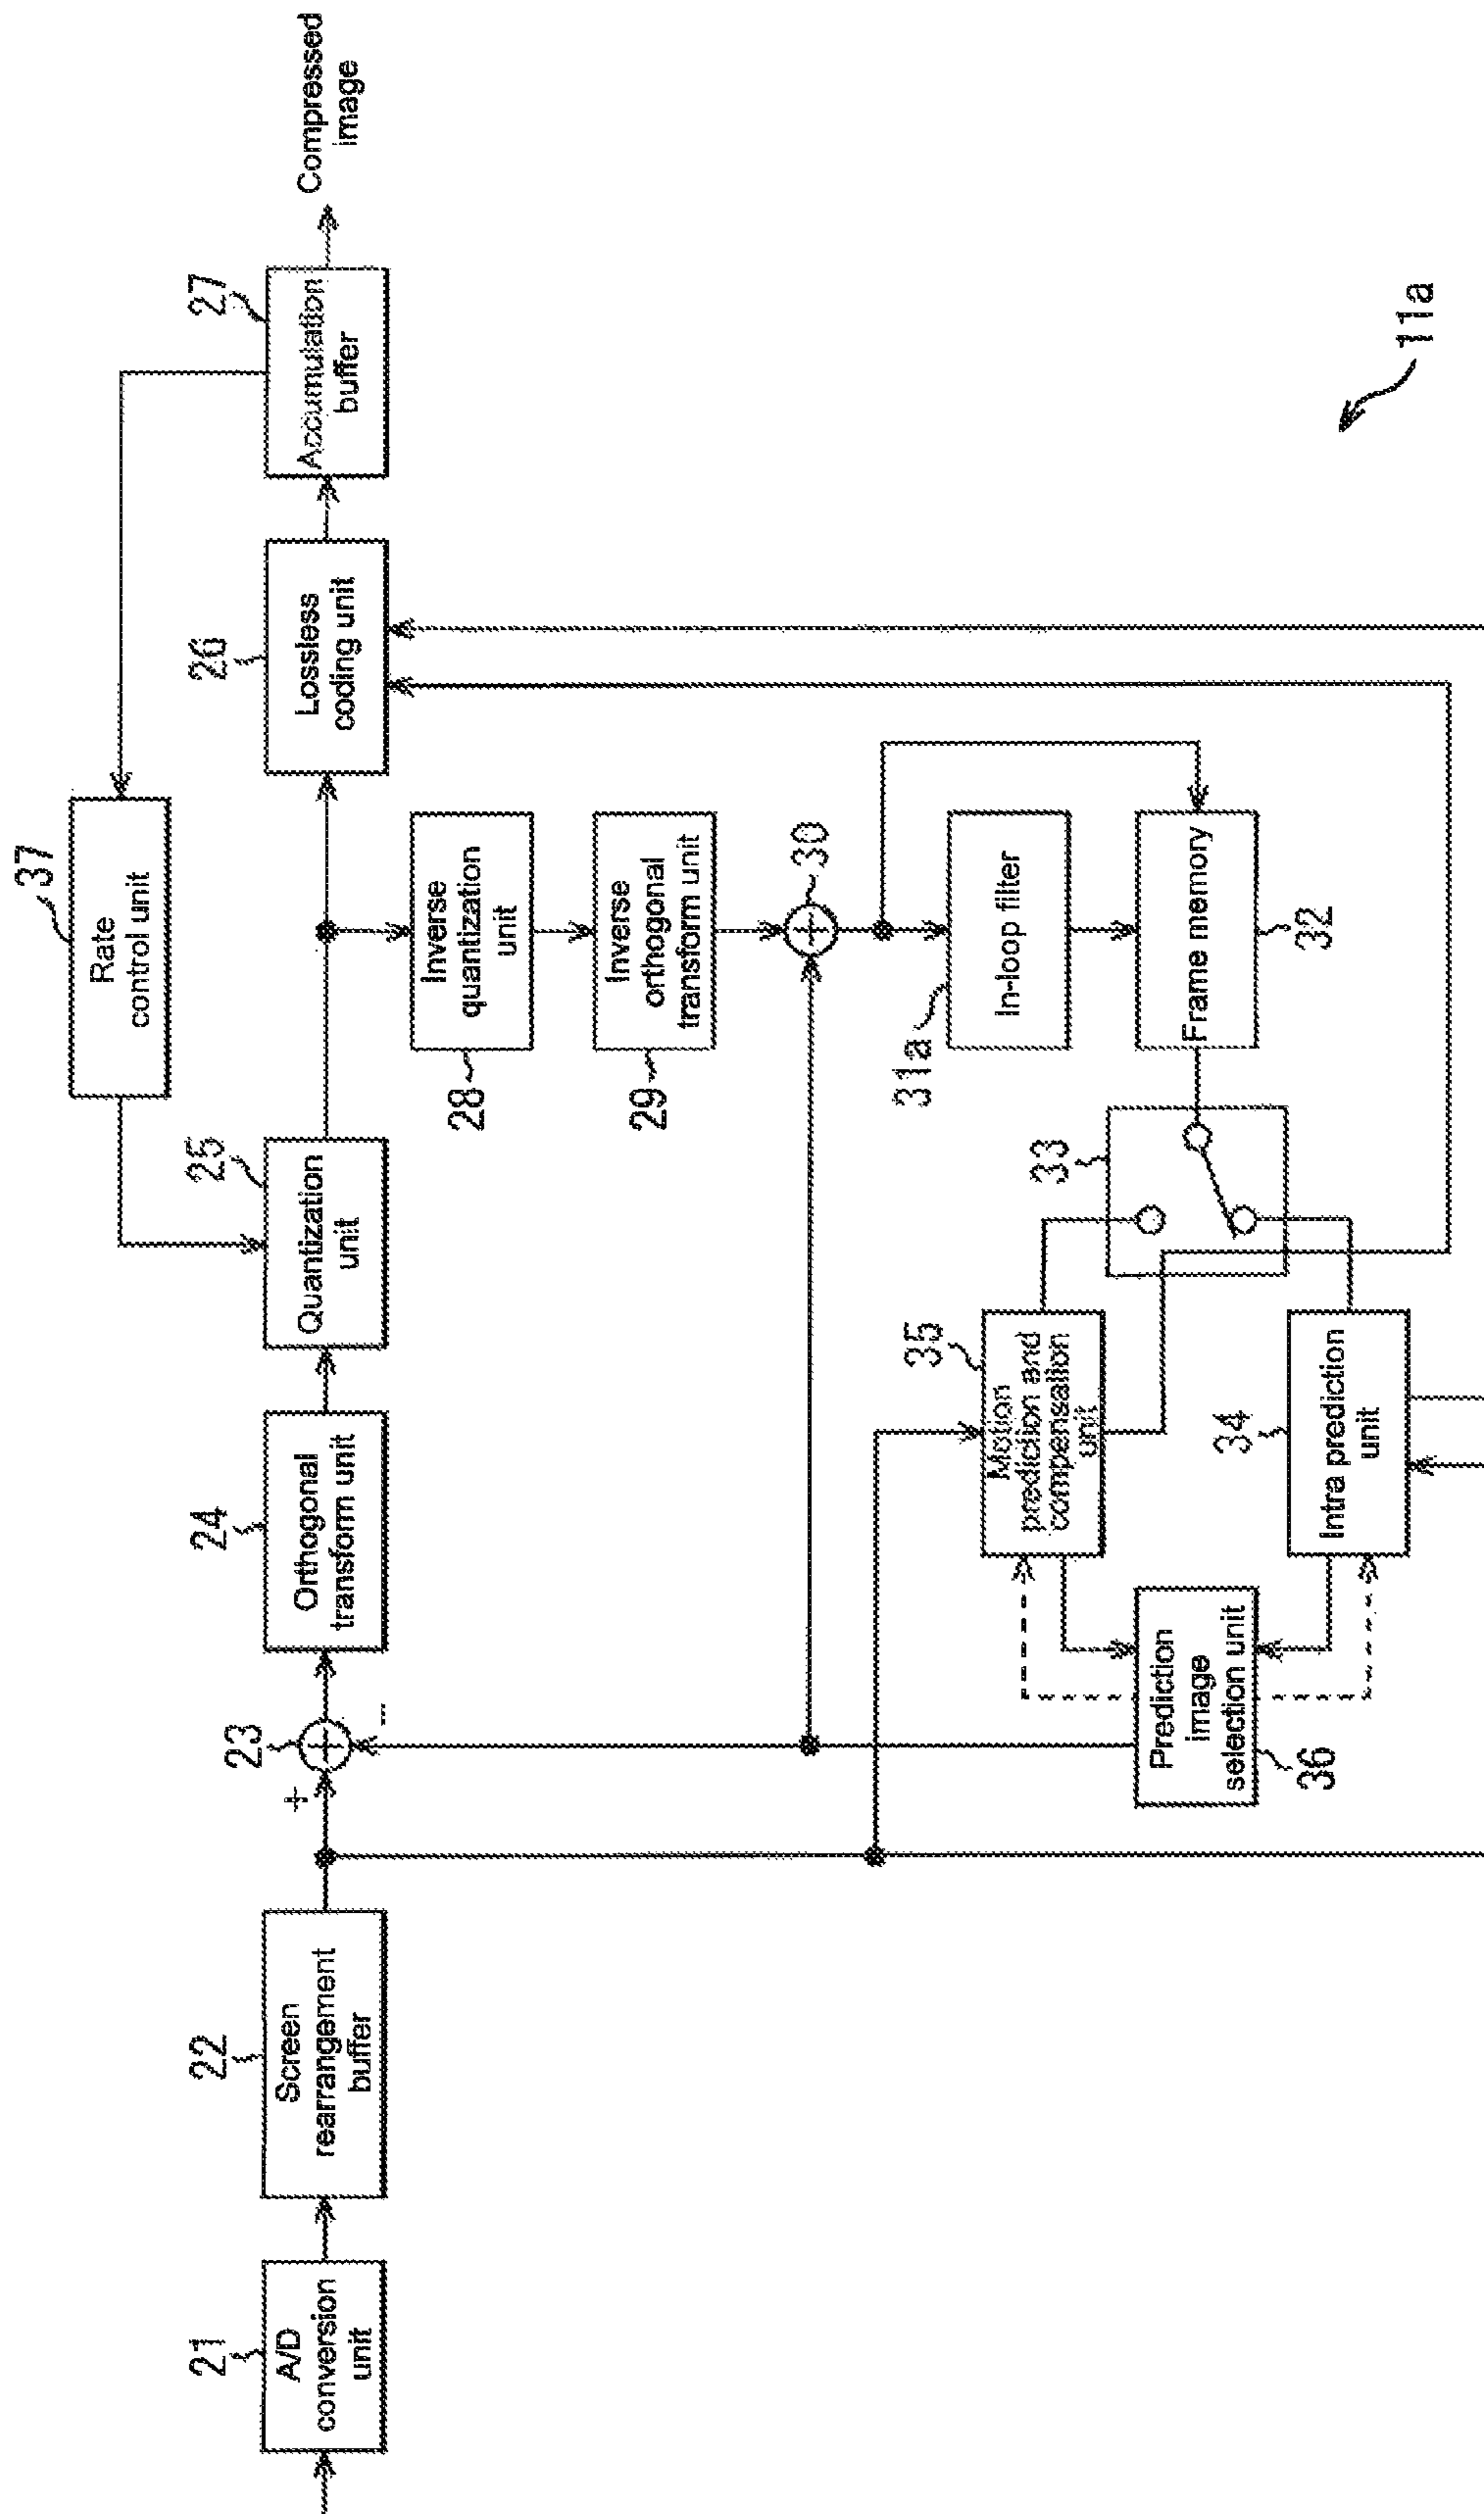 37
Rate
control unit
21
A/D
conversion
unit
22
Screen
rearrangement
buffer
+
23
-
24
Orthogonal
transform unit
25
Quantization
unit
26
Lossless
coding unit
27
Accumulation
buffer
Compressed
image
28
Inverse
quantization
unit
29
Inverse
orthogonal
transform unit
30
31a
In-loop filter
Frame memory
32
33
35
Motion
prediction and
compensation
unit
34
Intra prediction
unit
Prediction
image
selection unit
36
11a